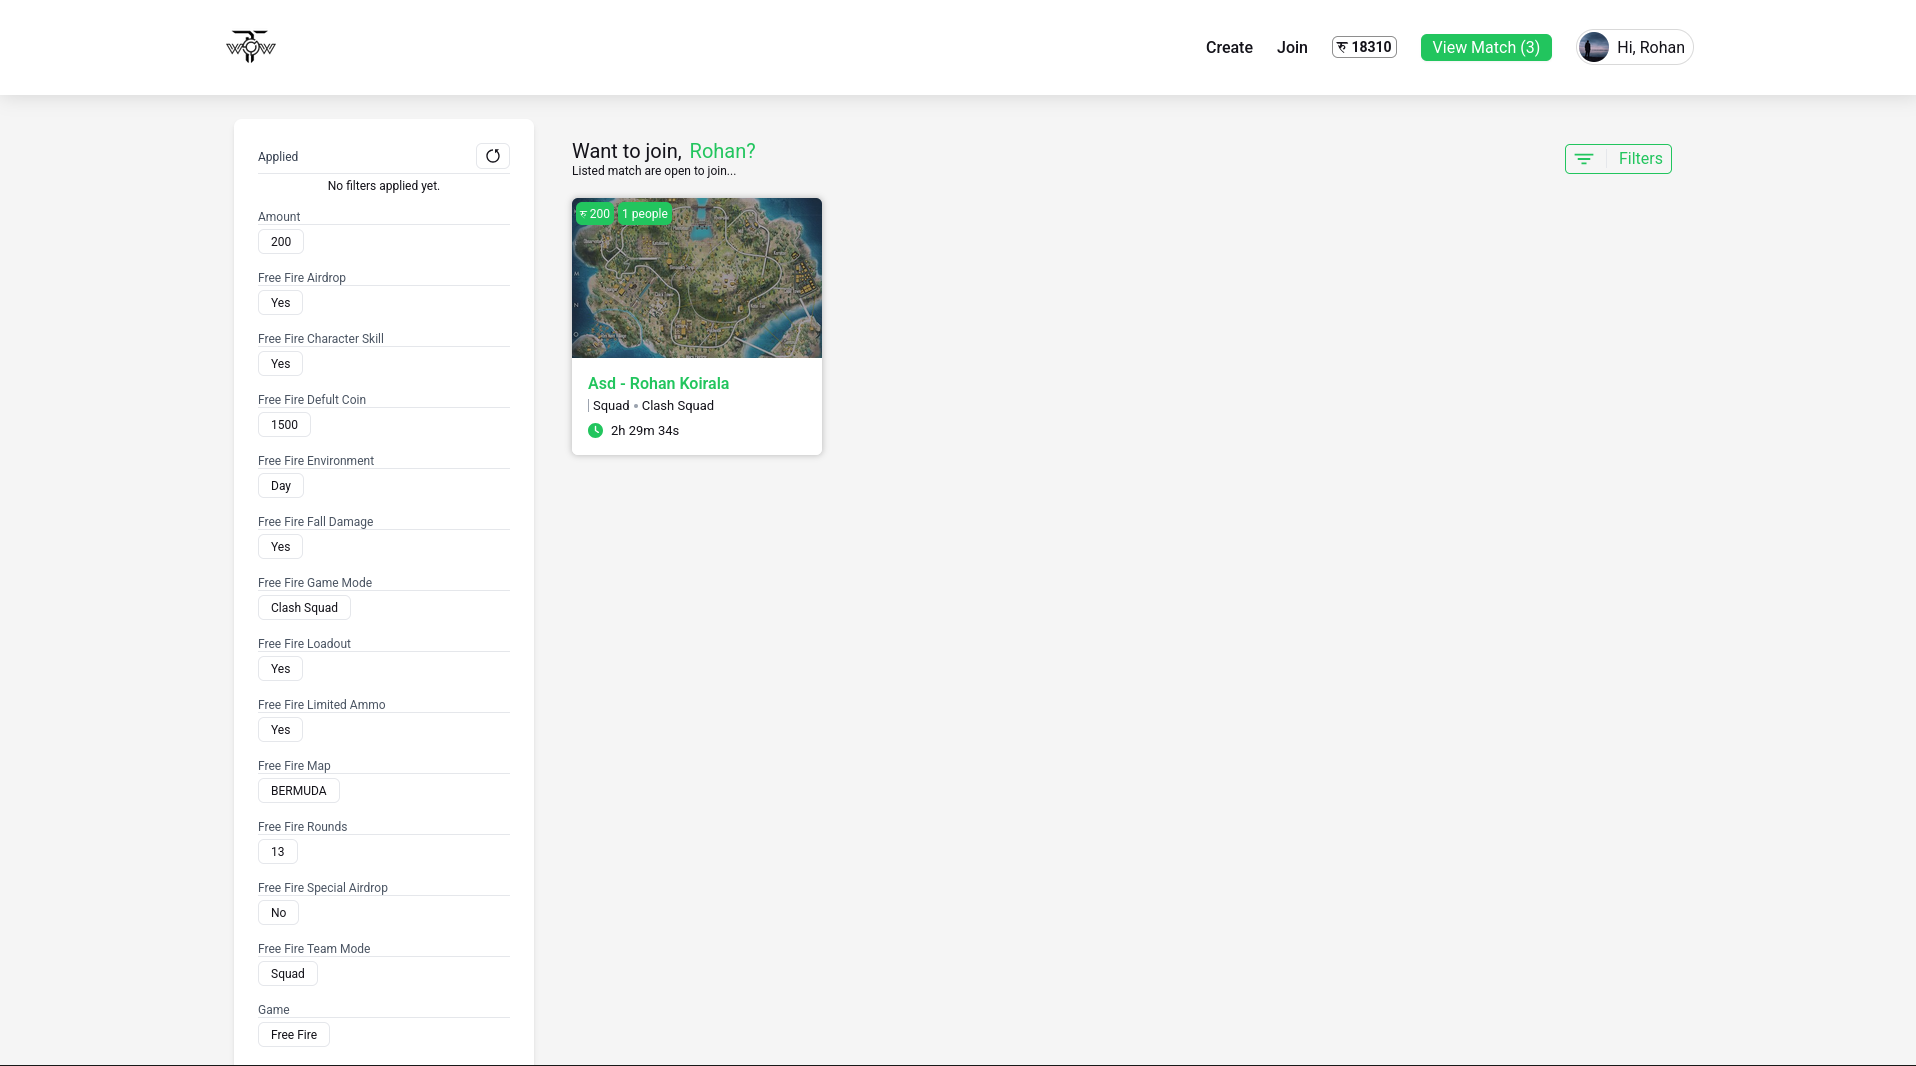 WOW
Create Join रु 18310 View Match (3) Hi, Rohan
Applied
No filters applied yet.
Amount
200
Free Fire Airdrop
Yes
Free Fire Character Skill
Yes
Free Fire Defult Coin
1500
Free Fire Environment
Day
Free Fire Fall Damage
Yes
Free Fire Game Mode
Clash Squad
Free Fire Loadout
Yes
Free Fire Limited Ammo
Yes
Free Fire Map
BERMUDA
Free Fire Rounds
13
Free Fire Special Airdrop
No
Free Fire Team Mode
Squad
Game
Free Fire
Want to join, Rohan?
Listed match are open to join...
Filters
रु 200 1 people
Asd - Rohan Koirala
Squad • Clash Squad
2h 29m 34s